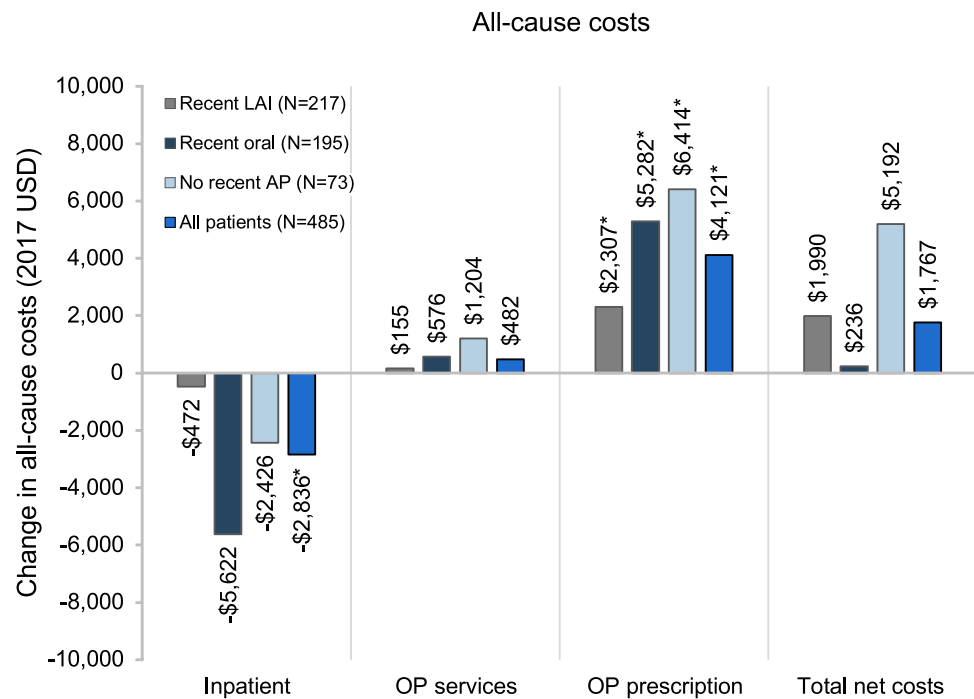 All-cause costs
Change in all-cause costs (2017 USD)
10,000
8,000
6,000
4,000
2,000
0
-2,000
-4,000
-6,000
-8,000
-10,000
Recent LAI (N=217)
Recent oral (N=195)
No recent AP (N=73)
All patients (N=485)
-$472
-$5,622
-$2,426
-$2,836*
$155
$576
$1,204
$482
$2,307*
$5,282*
$6,414*
$4,121*
$1,990
$236
$5,192
$1,767
Inpatient
OP services
OP prescription
Total net costs